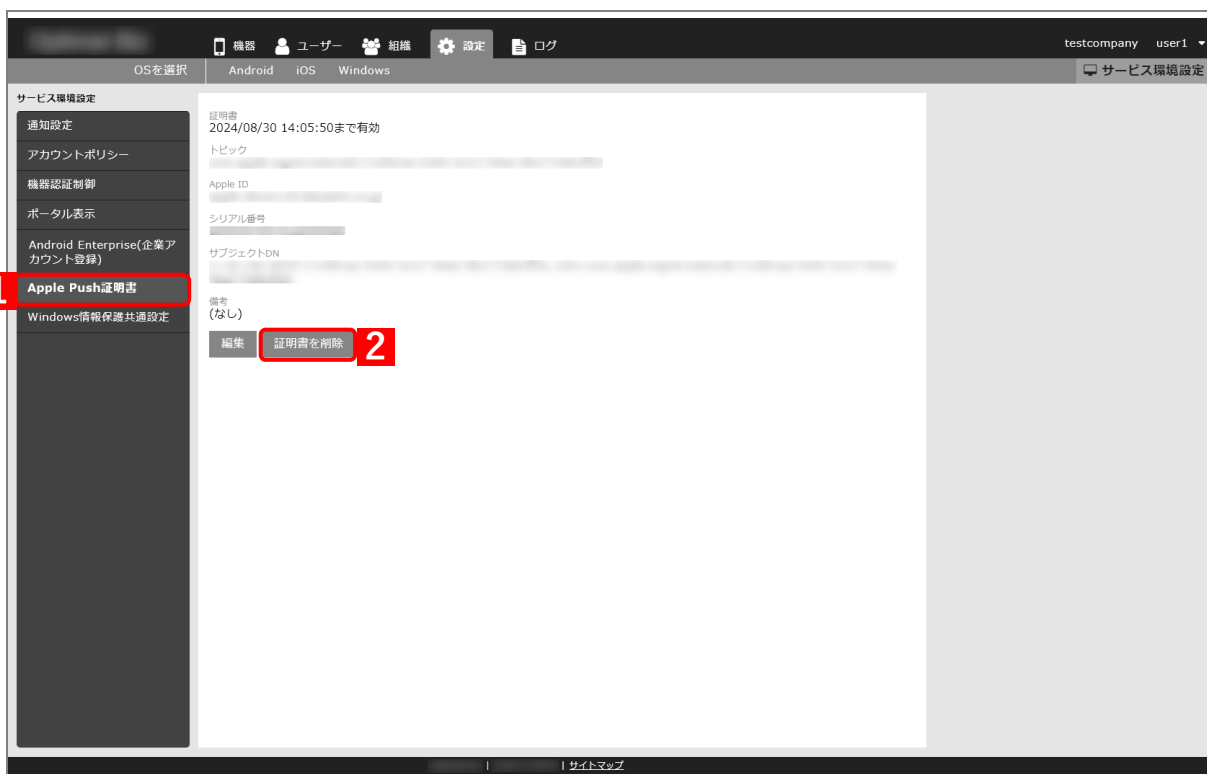 機器 ユーザー 組織 設定 ログ
testcompany user1
OSを選択 Android iOS Windows
サービス環境設定
サービス環境設定
通知設定
アカウントポリシー
機器認証制御
ポータル表示
Android Enterprise(企業ア
カウント登録)
1
Apple Push証明書
Windows情報保護共通設定
証明書
2024/08/30 14:05:50まで有効
トピック
Apple ID
シリアル番号
サブジェクトDN
備考
(なし)
編集 証明書を削除 2
| | サイトマップ